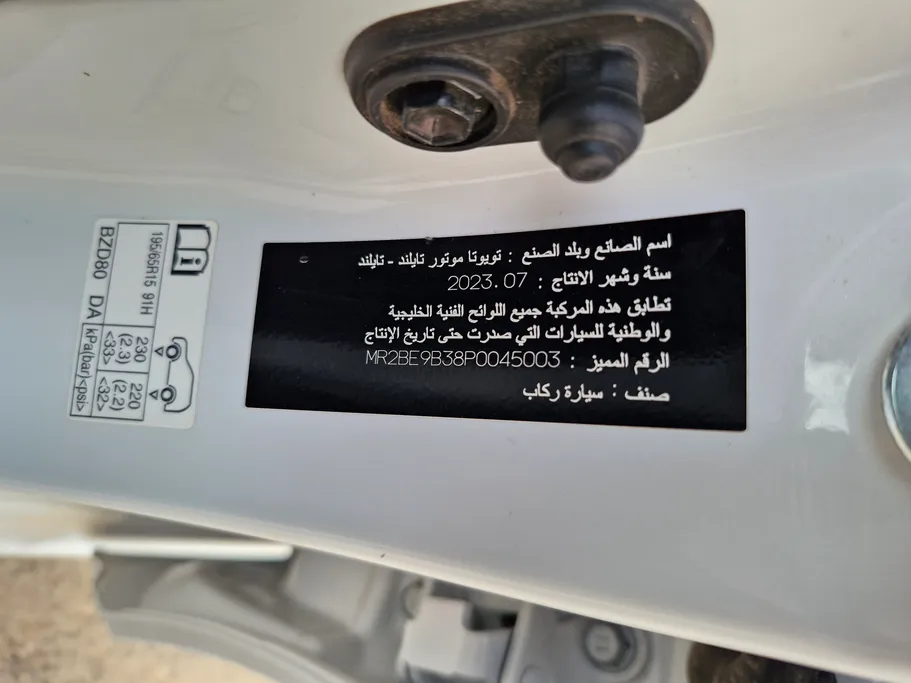 اسم الصانع وبلد الصنع : تويوتا موتور تايلند - تايلند
سنة وشهر الانتاج : 2023.07
تطابق هذه المركبة جميع اللوائح الفنية الخليجية
والوطنية للسيارات التي صدرت حتى تاريخ الإنتاج
الرقم المميز : MR2BE9B38P0045003
صنف : سيارة ركاب
195/65R15 91H
230 (2.3) <33>
220 (2.2) <32>
kPa(bar)<psi>
BZD80 DA